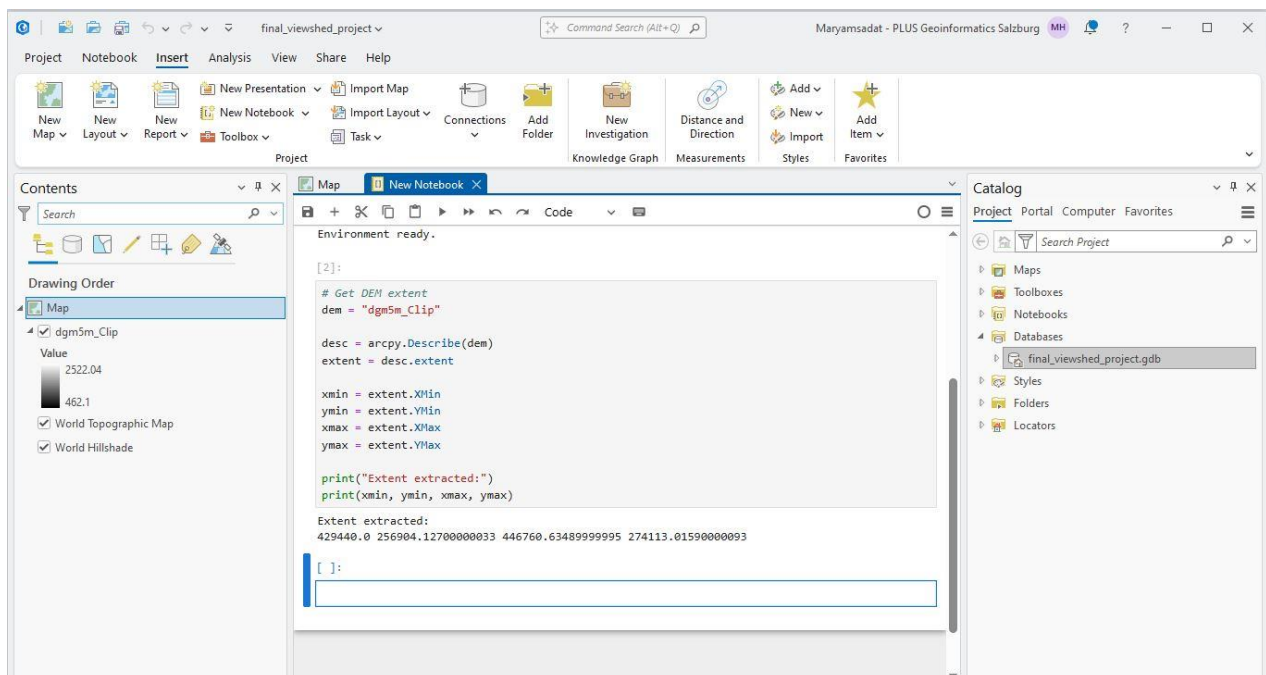 final_viewshed_project
Command Search (Alt+Q)
Maryamsadat - PLUS Geoinformatics Salzburg
MH
?
Project Notebook Insert Analysis View Share Help
New Map
New Layout
New Report
New Presentation
New Notebook
Toolbox
Import Map
Import Layout
Task
Connections
Add Folder
New Investigation
Distance and Direction
Add
New
Import
Add Item
Project
Knowledge Graph
Measurements
Styles
Favorites
Contents
Search
Drawing Order
Map
dgm5m_Clip
Value
2522.04
462.1
World Topographic Map
World Hillshade
Map
New Notebook
Code
Environment ready.
[2]:
# Get DEM extent
dem = "dgm5m_Clip"
desc = arcpy.Describe(dem)
extent = desc.extent
xmin = extent.XMin
ymin = extent.YMin
xmax = extent.XMax
ymax = extent.YMax
print("Extent extracted:")
print(xmin, ymin, xmax, ymax)
Extent extracted:
429440.0 256904.12700000033 446760.63489999995 274113.01590000093
[ ]:
Catalog
Project Portal Computer Favorites
Search Project
Maps
Toolboxes
Notebooks
Databases
final_viewshed_project.gdb
Styles
Folders
Locators